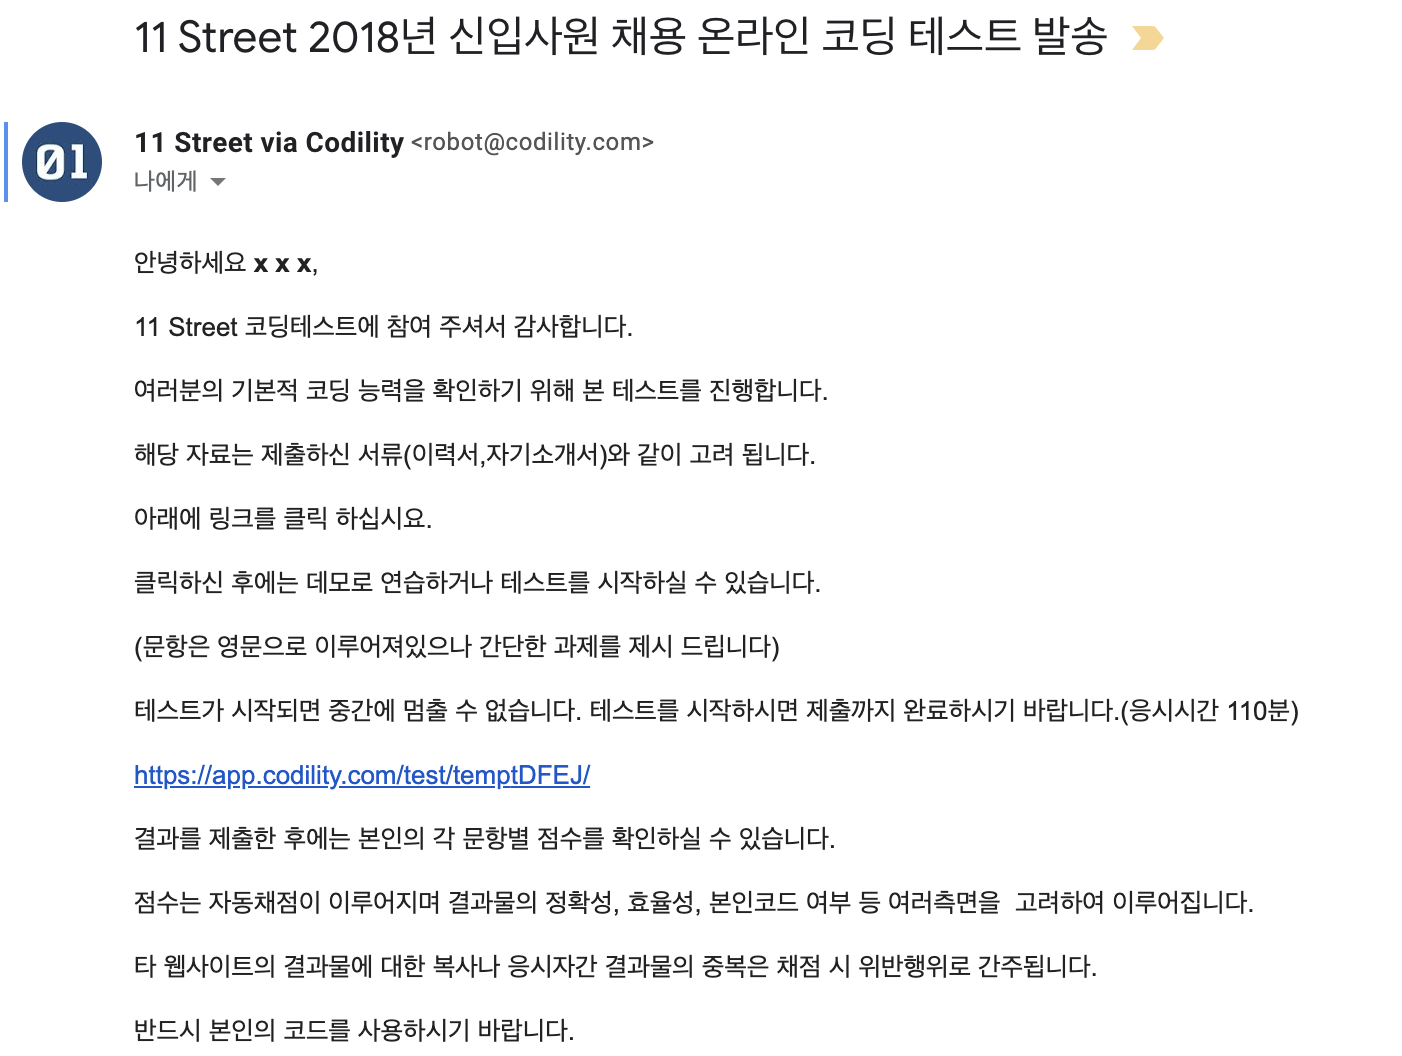 11 Street 2018년 신입사원 채용 온라인 코딩 테스트 발송
01
11 Street via Codility <robot@codility.com>
나에게
안녕하세요 x x x,
11 Street 코딩테스트에 참여 주셔서 감사합니다.
여러분의 기본적 코딩 능력을 확인하기 위해 본 테스트를 진행합니다.
해당 자료는 제출하신 서류(이력서,자기소개서)와 같이 고려 됩니다.
아래에 링크를 클릭 하십시요.
클릭하신 후에는 데모로 연습하거나 테스트를 시작하실 수 있습니다.
(문항은 영문으로 이루어져있으나 간단한 과제를 제시 드립니다)
테스트가 시작되면 중간에 멈출 수 없습니다. 테스트를 시작하시면 제출까지 완료하시기 바랍니다.(응시시간 110분)
https://app.codility.com/test/temptDFEJ/
결과를 제출한 후에는 본인의 각 문항별 점수를 확인하실 수 있습니다.
점수는 자동채점이 이루어지며 결과물의 정확성, 효율성, 본인코드 여부 등 여러측면을  고려하여 이루어집니다.
타 웹사이트의 결과물에 대한 복사나 응시자간 결과물의 중복은 채점 시 위반행위로 간주됩니다.
반드시 본인의 코드를 사용하시기 바랍니다.